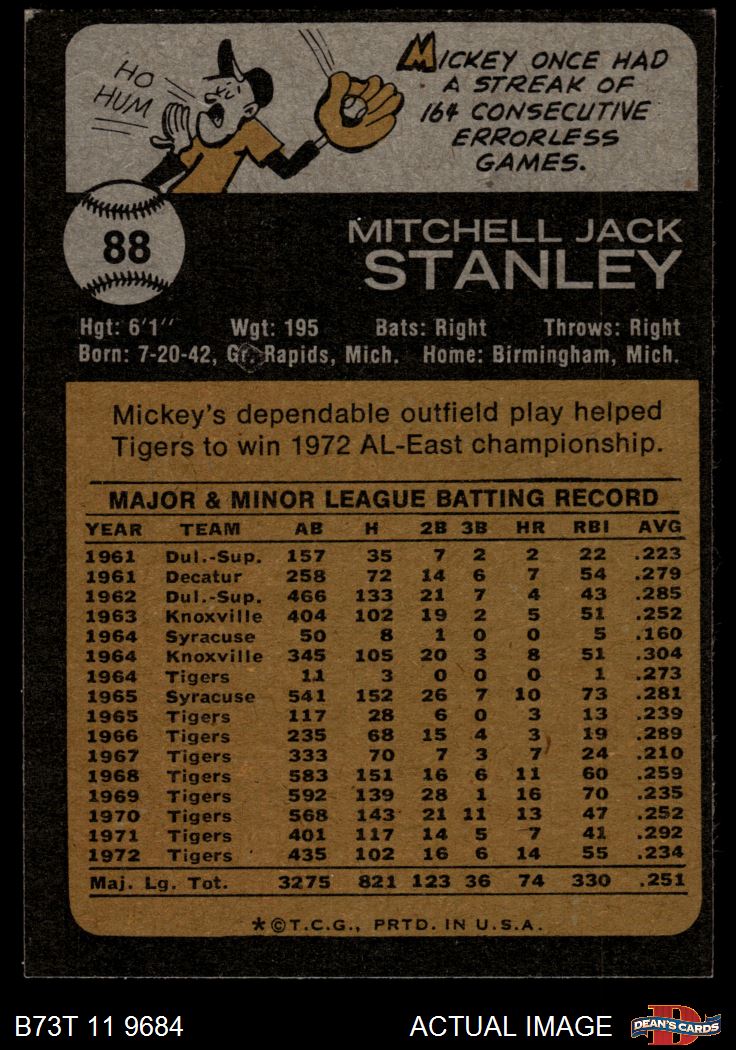 HO
HUM
MICKEY ONCE HAD
A STREAK OF
164 CONSECUTIVE
ERRORLESS
GAMES.
88
MITCHELL JACK
STANLEY
Hgt: 6'1" Wgt: 195 Bats: Right Throws: Right
Born: 7-20-42, Gr. Rapids, Mich. Home: Birmingham, Mich.
Mickey's dependable outfield play helped
Tigers to win 1972 AL-East championship.
MAJOR & MINOR LEAGUE BATTING RECORD
YEAR TEAM AB H 2B 3B HR RBI AVG
1961 Dul.-Sup. 157 35 7 2 2 22 .223
1961 Decatur 258 72 14 6 7 54 .279
1962 Dul.-Sup. 466 133 21 7 4 43 .285
1963 Knoxville 404 102 19 2 5 51 .252
1964 Syracuse 50 8 1 0 0 5 .160
1964 Knoxville 345 105 20 3 8 51 .304
1964 Tigers 11 3 0 0 0 1 .273
1965 Syracuse 541 152 26 7 10 73 .281
1965 Tigers 117 28 6 0 3 13 .239
1966 Tigers 235 68 15 4 3 19 .289
1967 Tigers 333 70 7 3 7 24 .210
1968 Tigers 583 151 16 6 11 60 .259
1969 Tigers 592 139 28 1 16 70 .235
1970 Tigers 568 143 21 11 13 47 .252
1971 Tigers 401 117 14 5 7 41 .292
1972 Tigers 435 102 16 6 14 55 .234
Maj. Lg. Tot. 3275 821 123 36 74 330 .251
*©T.C.G., PRTD. IN U.S.A.
B73T 11 9684 ACTUAL IMAGE DEAN'S CARDS